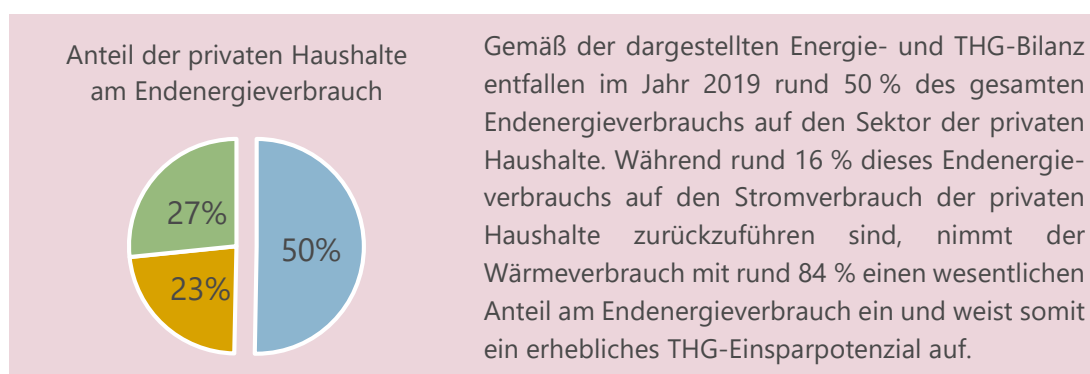 Anteil der privaten Haushalte
am Endenergieverbrauch
27%
50%
23%
Gemäß der dargestellten Energie- und THG-Bilanz
entfallen im Jahr 2019 rund 50 % des gesamten
Endenergieverbrauchs auf den Sektor der privaten
Haushalte. Während rund 16 % dieses Endenergie-
verbrauchs auf den Stromverbrauch der privaten
Haushalte zurückzuführen sind, nimmt der
Wärmeverbrauch mit rund 84 % einen wesentlichen
Anteil am Endenergieverbrauch ein und weist somit
ein erhebliches THG-Einsparpotenzial auf.